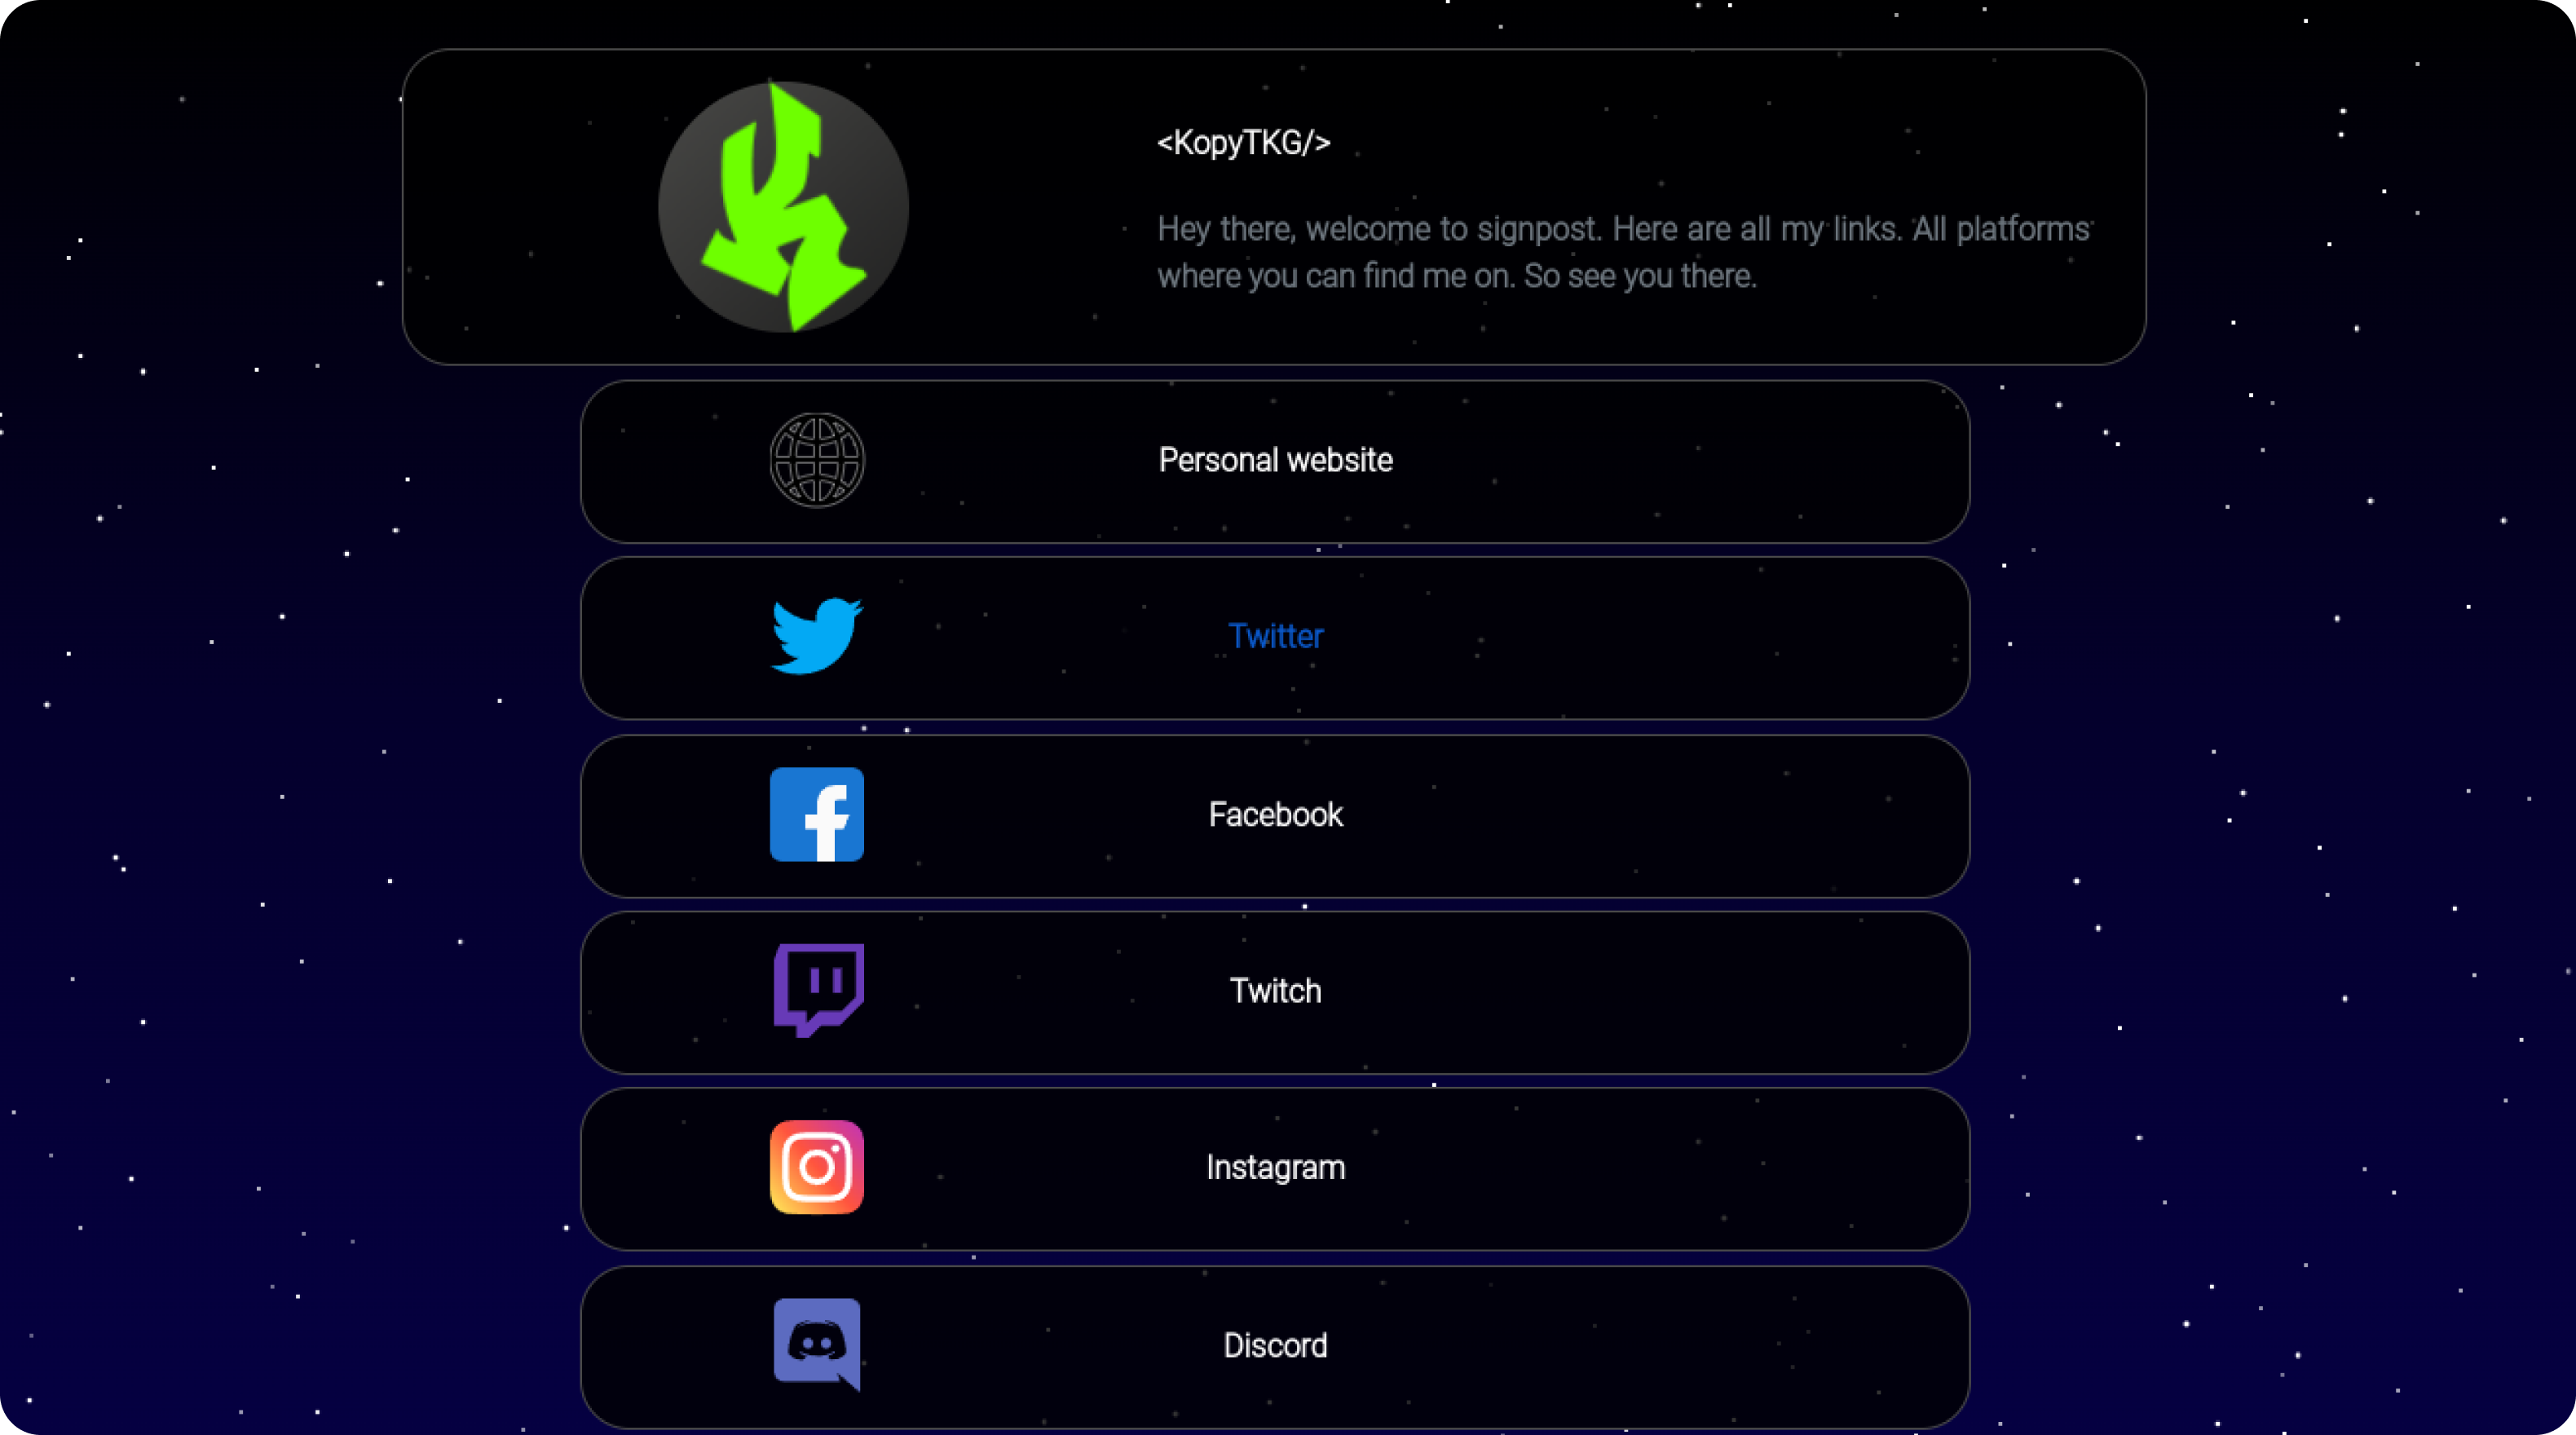 <KopyTKG/>
Hey there, welcome to signpost. Here are all my links. All platforms
where you can find me on. So see you there.
Personal website
Twitter
Facebook
Twitch
Instagram
Discord